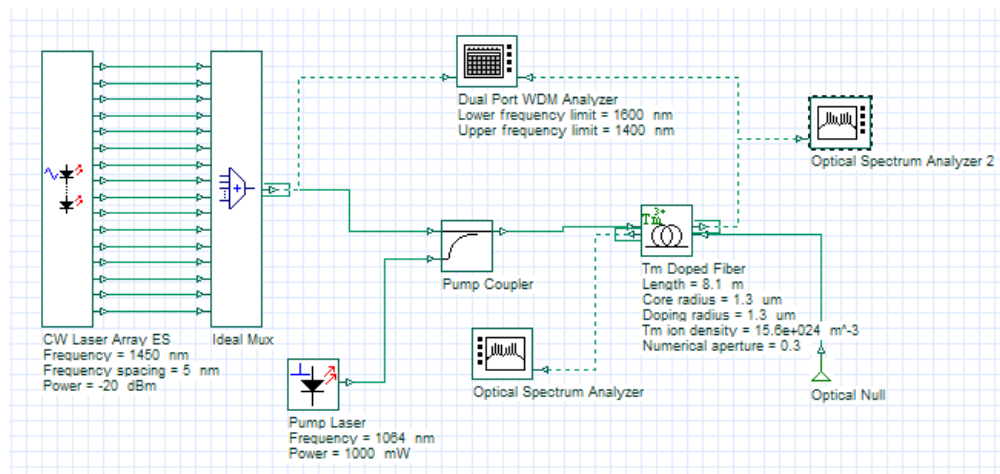 Dual Port WDM Analyzer
Lower frequency limit = 1600 nm
Upper frequency limit = 1400 nm
Optical Spectrum Analyzer 2
Tm 3+
Pump Coupler
Tm Doped Fiber
Length = 8.1 m
Core radius = 1.3 um
Doping radius = 1.3 um
Tm ion density = 15.6e+024 m^-3
Numerical aperture = 0.3
CW Laser Array ES
Frequency = 1450 nm
Frequency spacing = 5 nm
Power = -20 dBm
Ideal Mux
Optical Spectrum Analyzer
Optical Null
Pump Laser
Frequency = 1064 nm
Power = 1000 mW